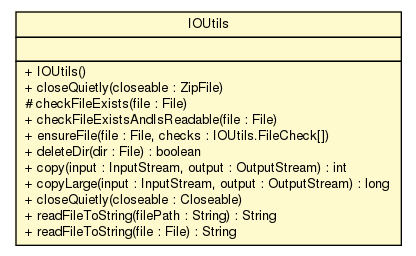 IOUtils
+ IOUtils()
+ closeQuietly(closeable : ZipFile)
# checkFileExists(file : File)
+ checkFileExistsAndIsReadable(file : File)
+ ensureFile(file : File, checks : IOUtils.FileCheck[])
+ deleteDir(dir : File) : boolean
+ copy(input : InputStream, output : OutputStream) : int
+ copyLarge(input : InputStream, output : OutputStream) : long
+ closeQuietly(closeable : Closeable)
+ readFileToString(filePath : String) : String
+ readFileToString(file : File) : String